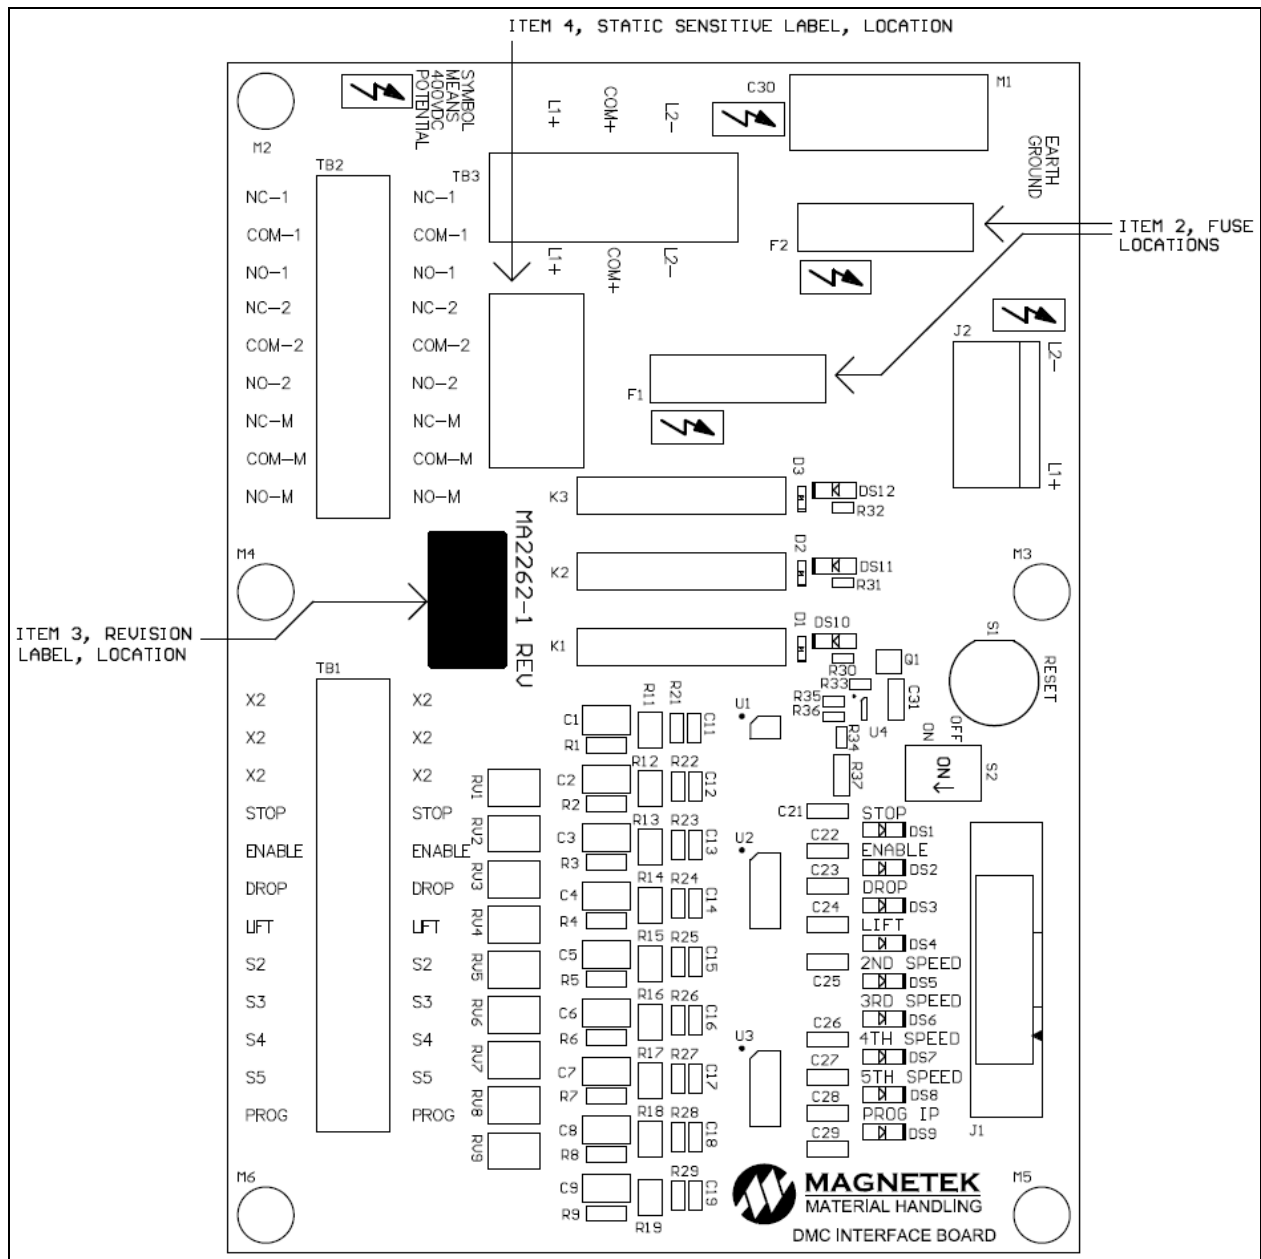 ITEM 4, STATIC SENSITIVE LABEL, LOCATION
SYMBOL
MEANS
400VDC
POTENTIAL
L1+
COM+
L2-
C30
M1
M2
EARTH
GROUND
TB2
TB3
NC-1
NC-1
COM-1
COM-1
NO-1
NO-1
NC-2
NC-2
COM-2
COM-2
NO-2
NO-2
NC-M
NC-M
COM-M
COM-M
NO-M
NO-M
L1+
COM+
L2-
F2
ITEM 2, FUSE
LOCATIONS
J2
L2-
L1+
F1
K3
D3
DS12
R32
M4
MA2262-1 REV
K2
D2
DS11
R31
M3
ITEM 3, REVISION
LABEL, LOCATION
K1
D1
DS10
R30
Q1
S1
RESET
R33
R35
R36
C31
U4
R34
R37
ON
OFF
ON
S2
TB1
X2
X2
X2
X2
X2
X2
STOP
STOP
ENABLE
ENABLE
DROP
DROP
LIFT
LIFT
S2
S2
S3
S3
S4
S4
S5
S5
PROG
PROG
RV1
RV2
RV3
RV4
RV5
RV6
RV7
RV8
RV9
C1
R1
R11
R21
C11
U1
C2
R2
R12
R22
C12
C3
R3
R13
R23
C13
U2
C4
R4
R14
R24
C14
C5
R5
R15
R25
C15
C6
R6
R16
R26
C16
U3
C7
R7
R17
R27
C17
C8
R8
R18
R28
C18
C9
R9
R19
R29
C19
C21
STOP
DS1
C22
ENABLE
DS2
C23
DROP
DS3
C24
LIFT
DS4
2ND SPEED
C25
DS5
3RD SPEED
C26
DS6
4TH SPEED
C27
DS7
5TH SPEED
C28
DS8
PROG IP
C29
DS9
J1
M6
M5
MAGNETEK
MATERIAL HANDLING
DMC INTERFACE BOARD